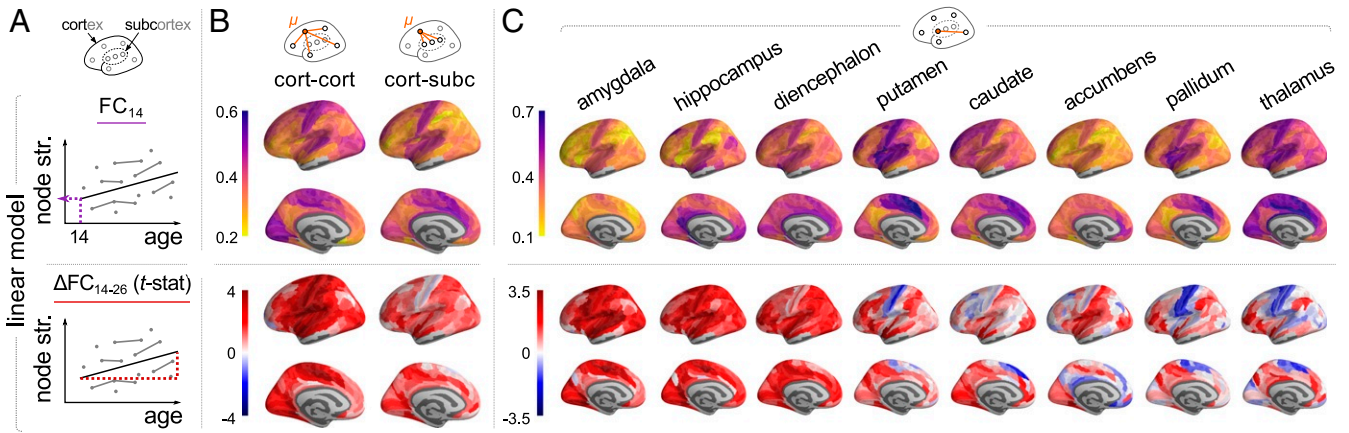 A
cortex
subcortex
linear model
FC14
node str.
14
age
ΔFC14-26 (t-stat)
node str.
age
B
μ
μ
cort-cort
cort-subc
0.6
0.4
0.2
4
0
-4
C
amygdala
hippocampus
diencephalon
putamen
caudate
accumbens
pallidum
thalamus
0.7
0.4
0.1
3.5
0
-3.5